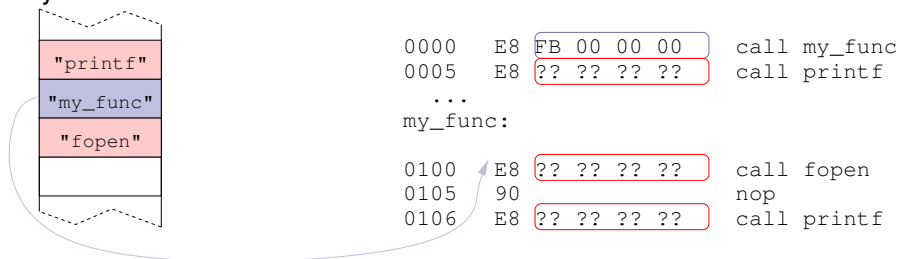 "printf"
"my_func"
"fopen"
0000 E8 FB 00 00 00 call my_func
0005 E8 ?? ?? ?? ?? call printf
...
my_func:
0100 E8 ?? ?? ?? ?? call fopen
0105 90 nop
0106 E8 ?? ?? ?? ?? call printf